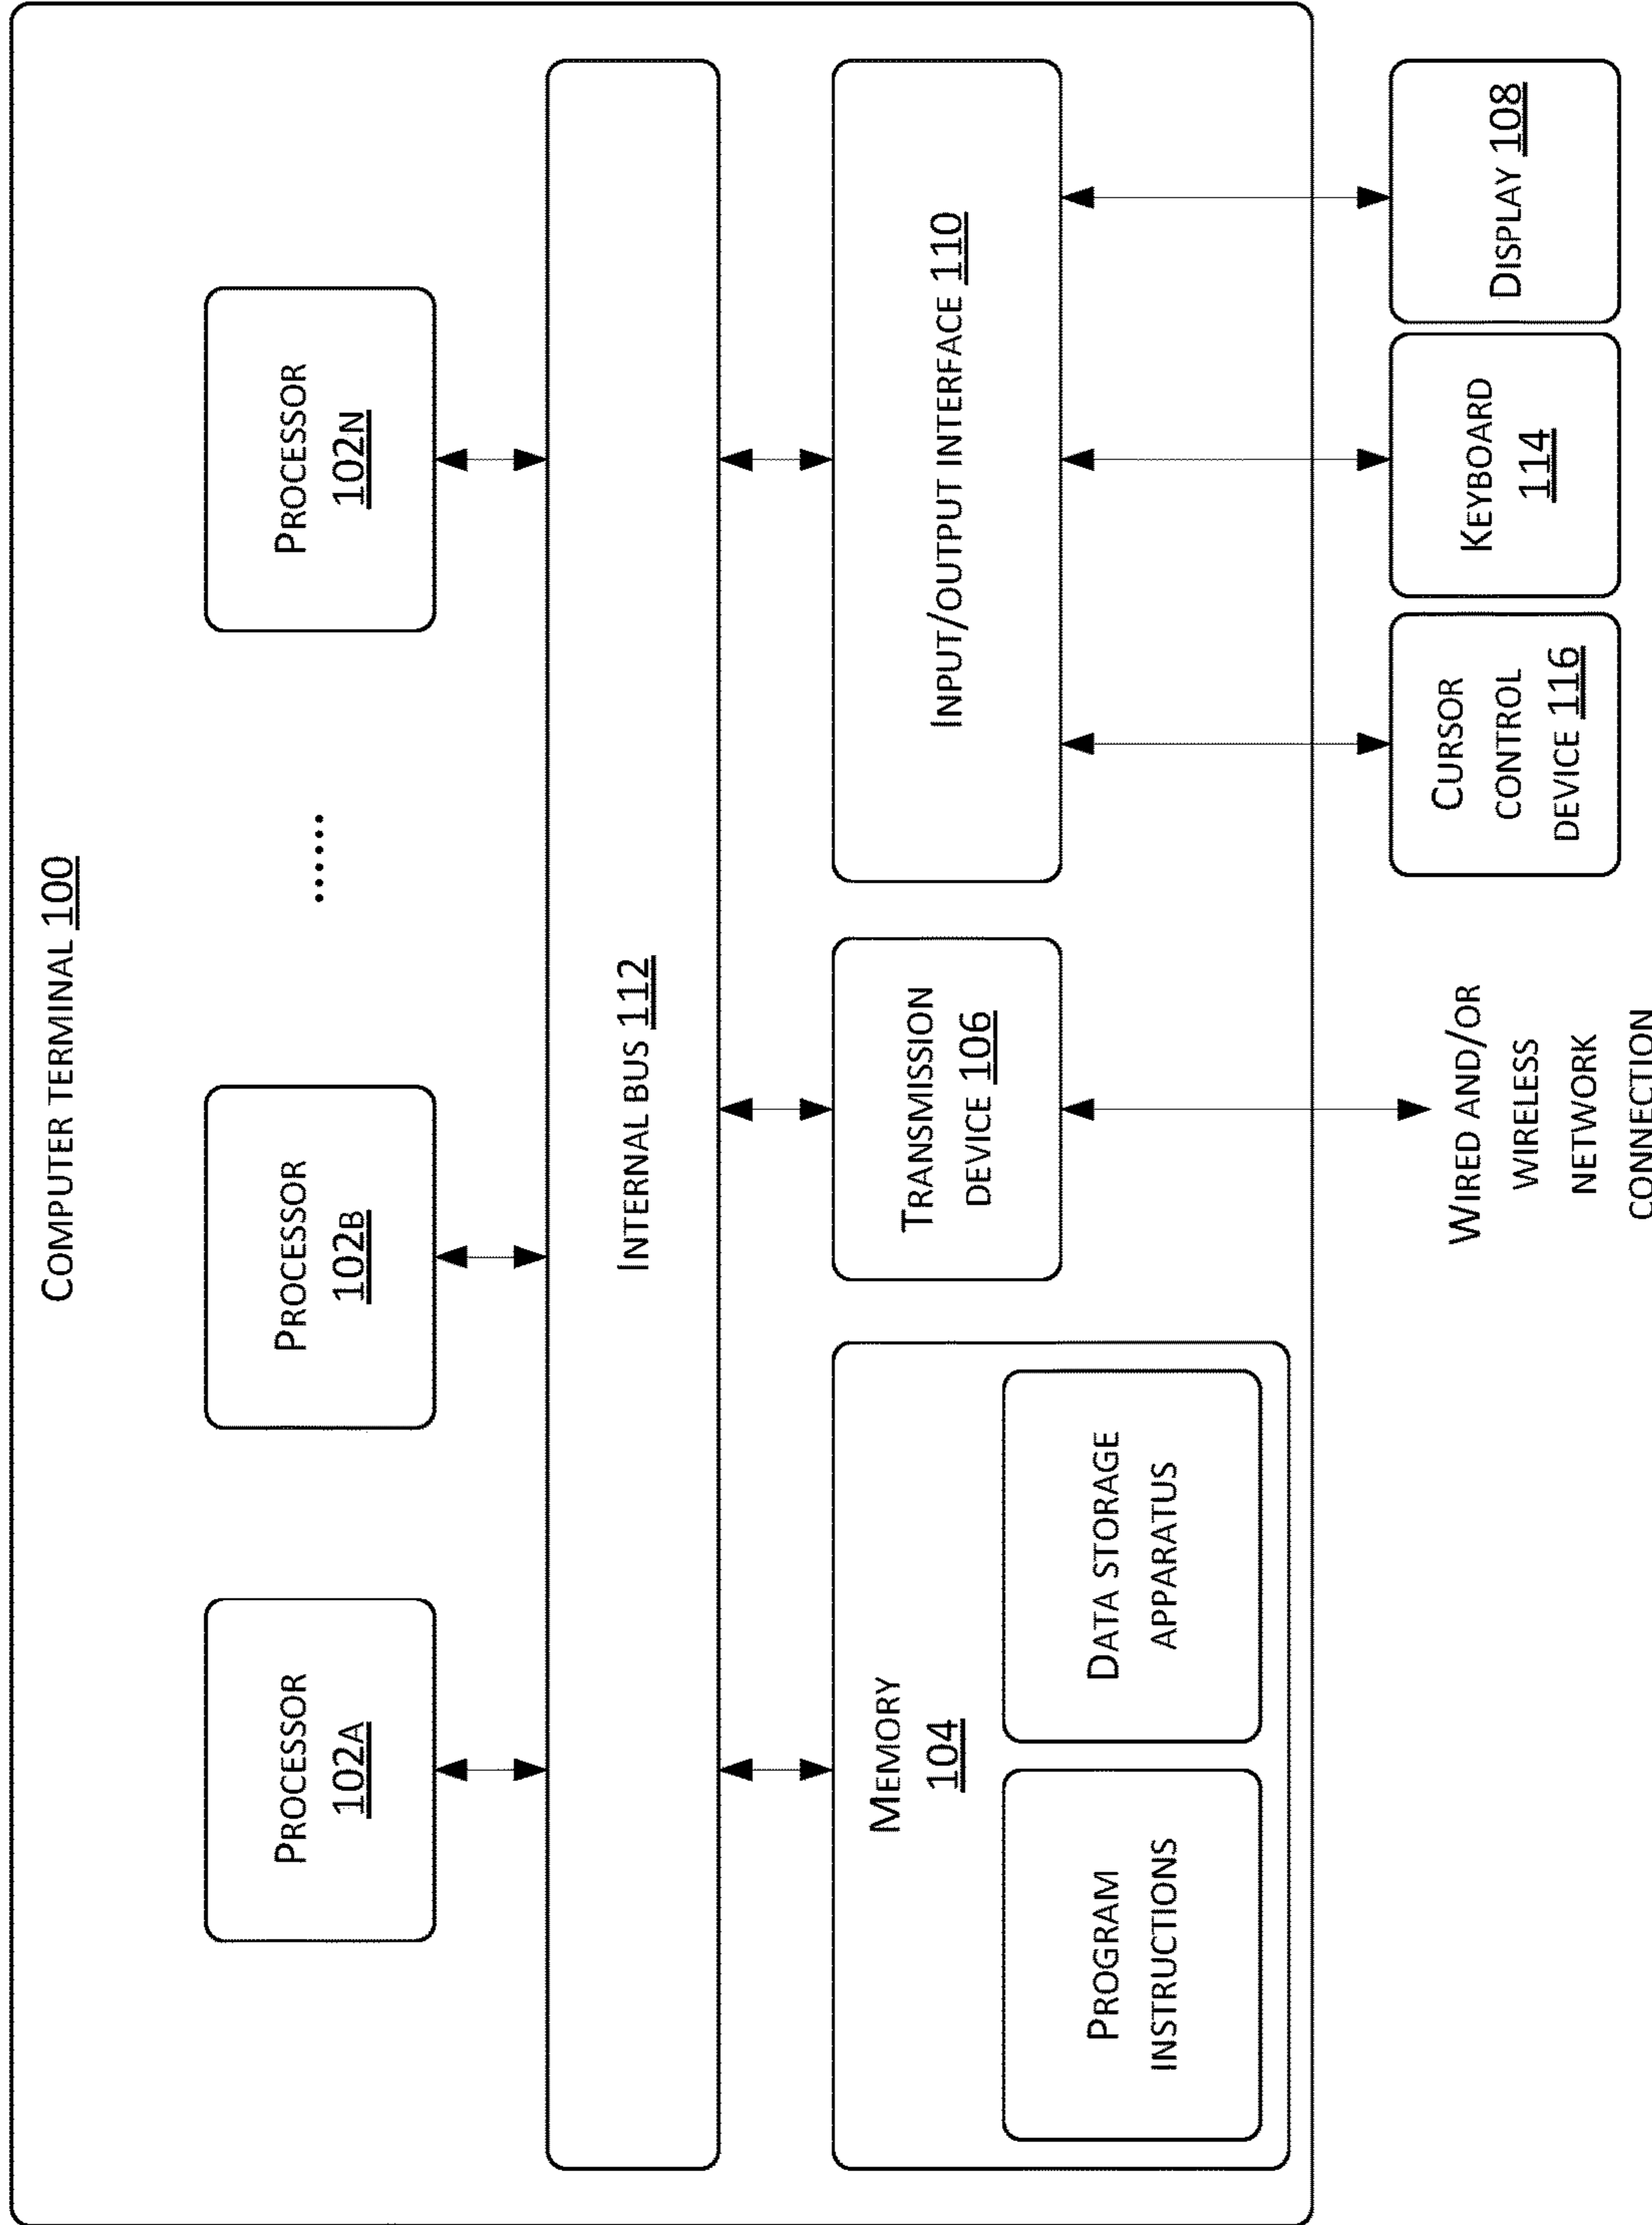 COMPUTER TERMINAL 100
PROCESSOR
102A
PROCESSOR
102B
.......
PROCESSOR
102N
INTERNAL BUS 112
MEMORY
104
PROGRAM
INSTRUCTIONS
DATA STORAGE
APPARATUS
TRANSMISSION
DEVICE 106
INPUT/OUTPUT INTERFACE 110
WIRED AND/OR
WIRELESS
NETWORK
CONNECTION
CURSOR
CONTROL
DEVICE 116
KEYBOARD
114
DISPLAY 108